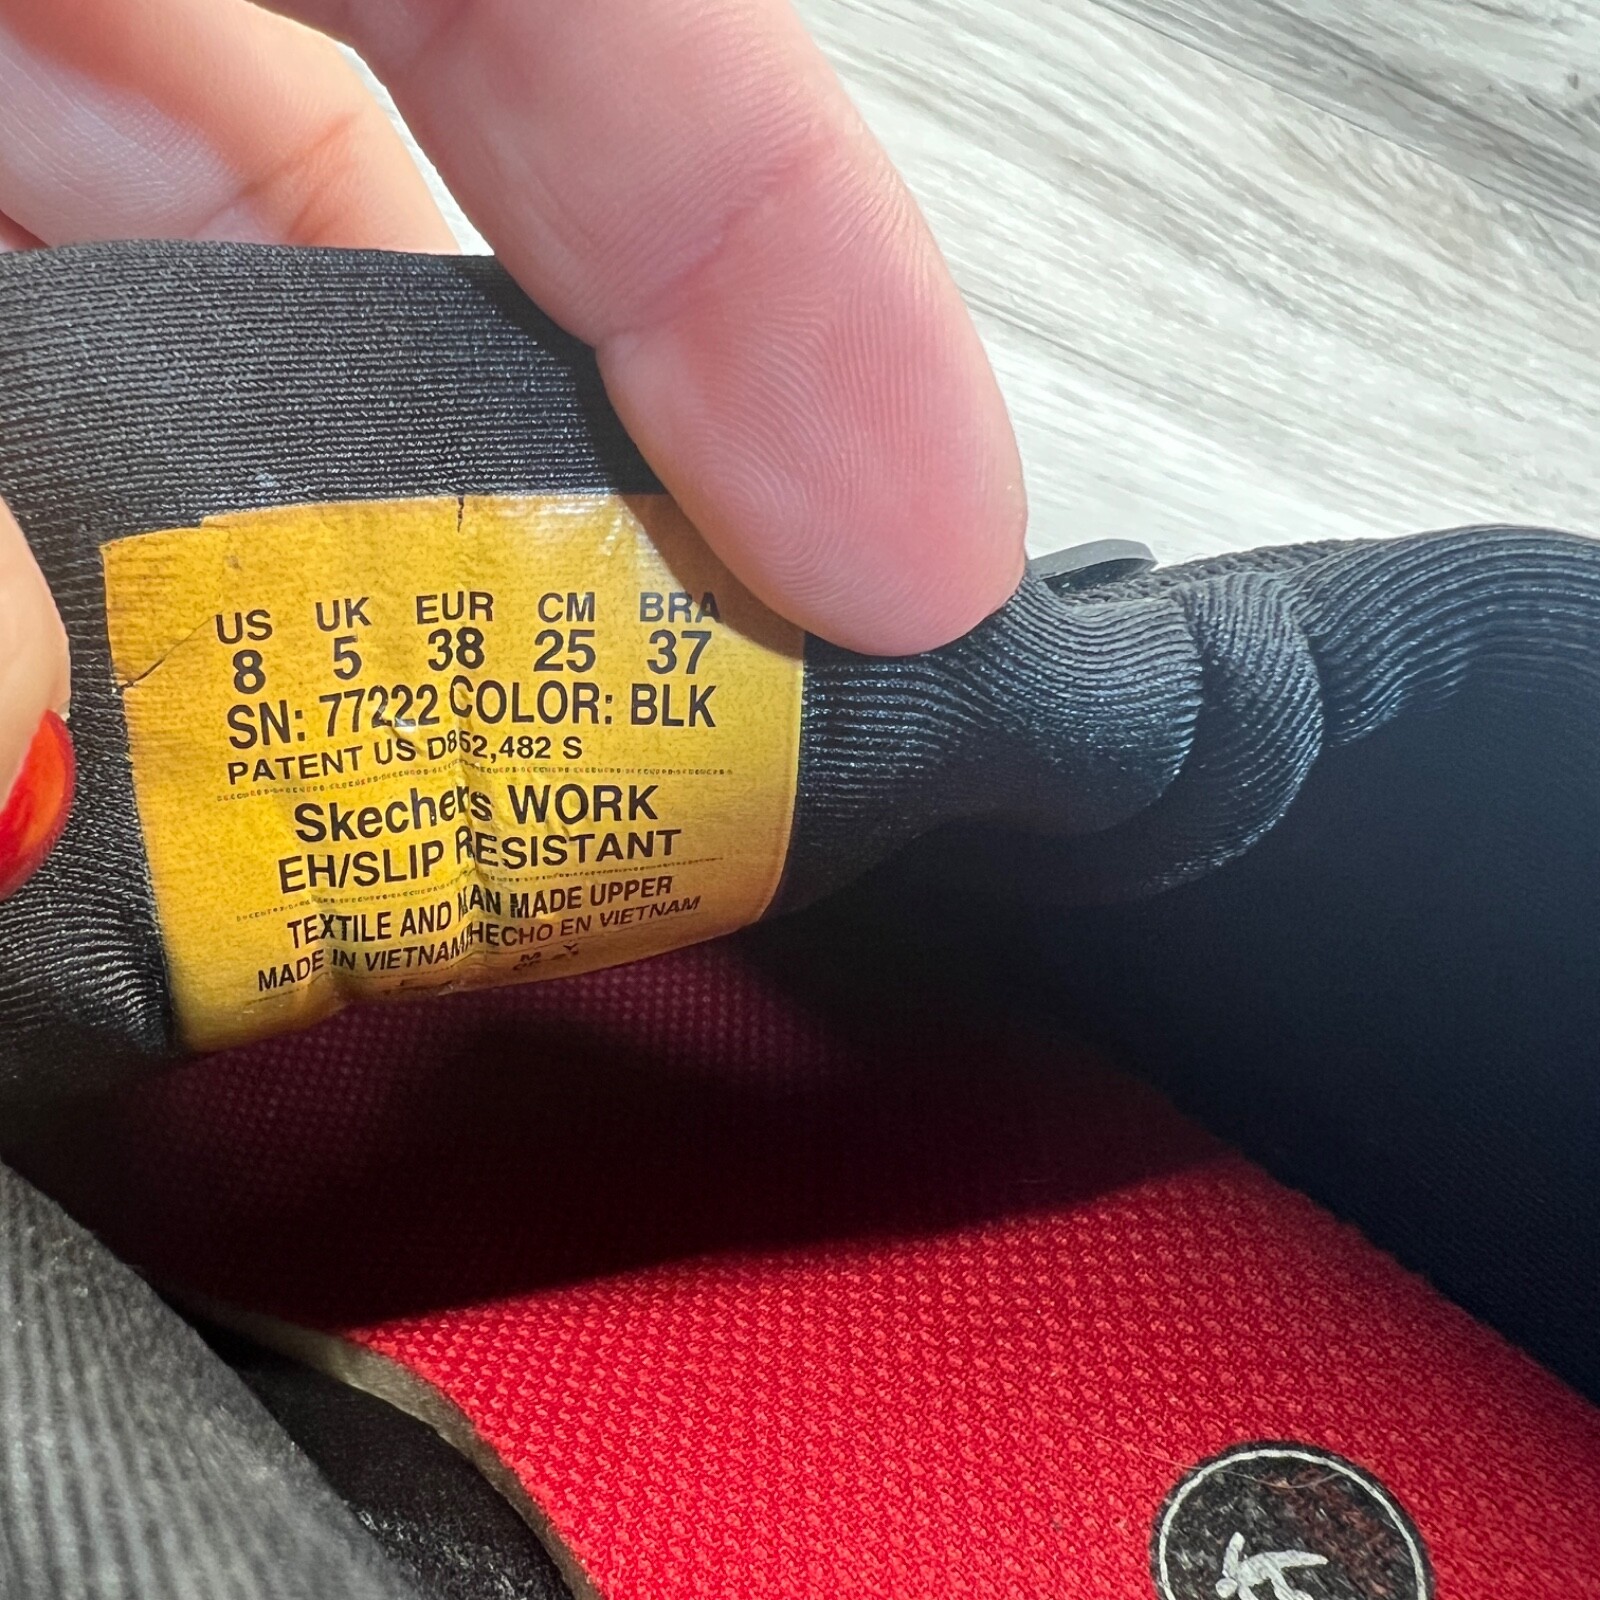 US UK EUR CM BRA
8 5 38 25 37
SN: 77222 COLOR: BLK
PATENT US D852,482 S
Skechers WORK
EH/SLIP RESISTANT
TEXTILE AND MAN MADE UPPER
MADE IN VIETNAM/HECHO EN VIETNAM
M Y